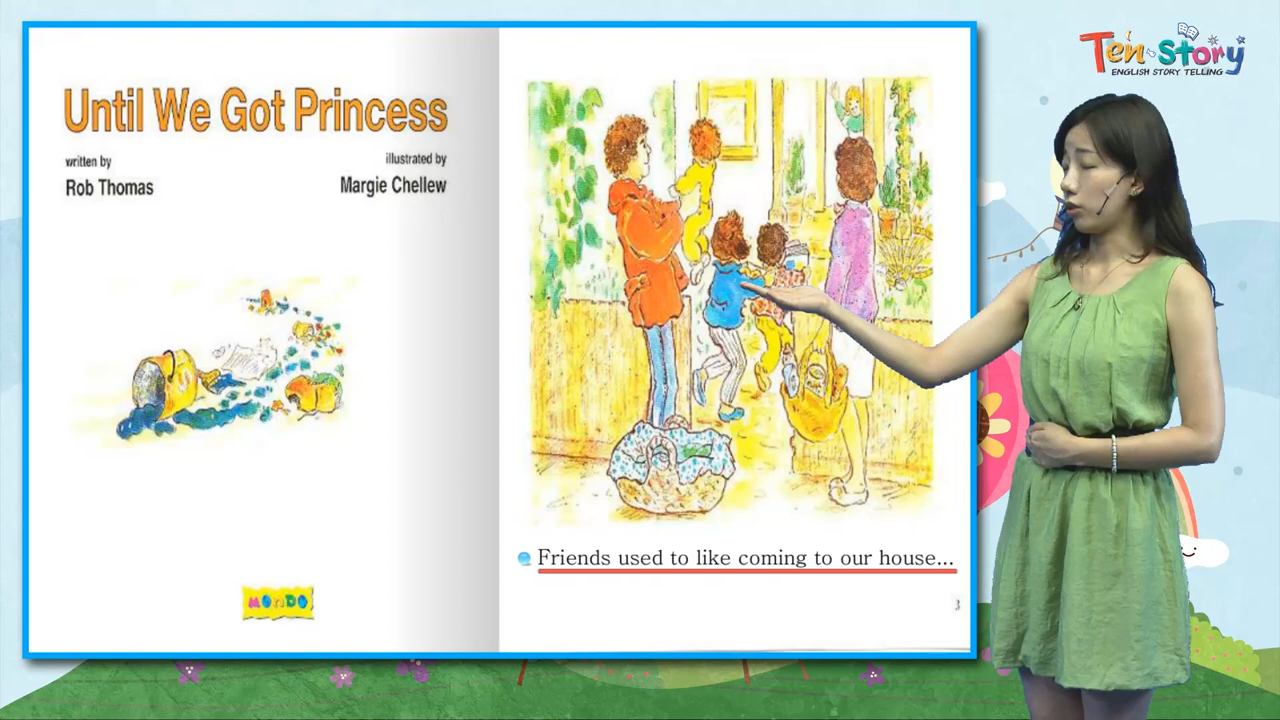 Until We Got Princess
written by
Rob Thomas
illustrated by
Margie Chellew
MONDO
Friends used to like coming to our house...
3
Ten Story
ENGLISH STORY TELLING